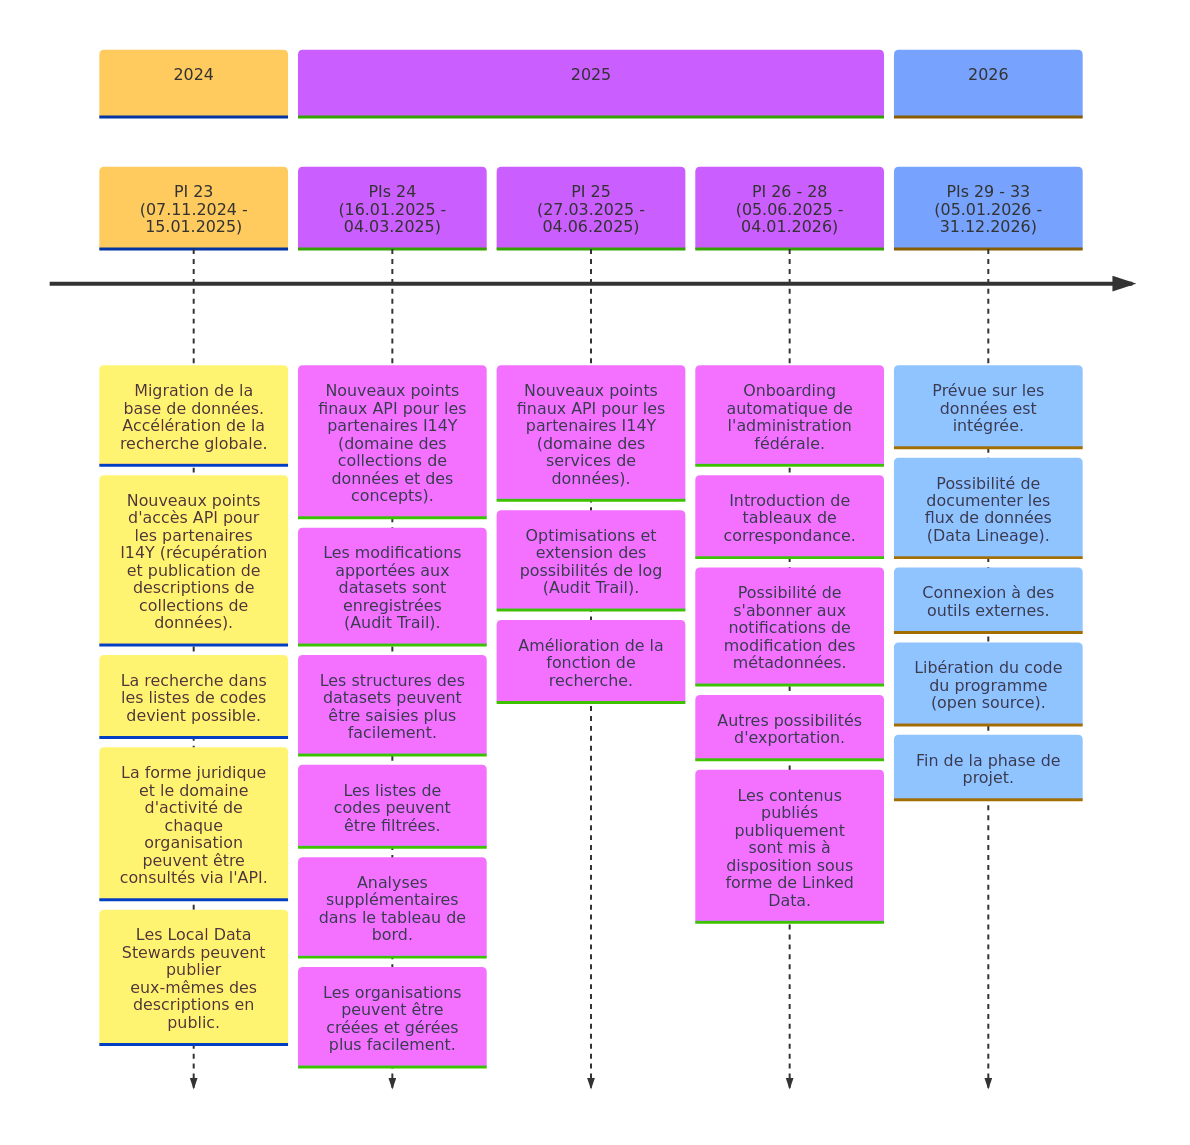 2024
2025
2026
PI 23
(07.11.2024 -
15.01.2025)
PIs 24
(16.01.2025 -
04.03.2025)
PI 25
(27.03.2025 -
04.06.2025)
PI 26 - 28
(05.06.2025 -
04.01.2026)
PIs 29 - 33
(05.01.2026 -
31.12.2026)
Migration de la
base de données.
Accélération de la
recherche globale.
Nouveaux points
d'accès API pour
les partenaires
I14Y (récupération
et publication de
descriptions de
collections de
données).
La recherche dans
les listes de codes
devient possible.
La forme juridique
et le domaine
d'activité de
chaque
organisation
peuvent être
consultés via l'API.
Les Local Data
Stewards peuvent
publier
eux-mêmes des
descriptions en
public.
Nouveaux points
finaux API pour les
partenaires I14Y
(domaine des
collections de
données et des
concepts).
Les modifications
apportées aux
datasets sont
enregistrées
(Audit Trail).
Les structures des
datasets peuvent
être saisies plus
facilement.
Les listes de
codes peuvent
être filtrées.
Analyses
supplémentaires
dans le tableau de
bord.
Les organisations
peuvent être
créées et gérées
plus facilement.
Nouveaux points
finaux API pour les
partenaires I14Y
(domaine des
services de
données).
Optimisations et
extension des
possibilités de log
(Audit Trail).
Amélioration de la
fonction de
recherche.
Onboarding
automatique de
l'administration
fédérale.
Introduction de
tableaux de
correspondance.
Possibilité de
s'abonner aux
notifications de
modification des
métadonnées.
Autres possibilités
d'exportation.
Les contenus
publiés
publiquement
sont mis à
disposition sous
forme de Linked
Data.
Prévue sur les
données est
intégrée.
Possibilité de
documenter les
flux de données
(Data Lineage).
Connexion à des
outils externes.
Libération du code
du programme
(open source).
Fin de la phase de
projet.